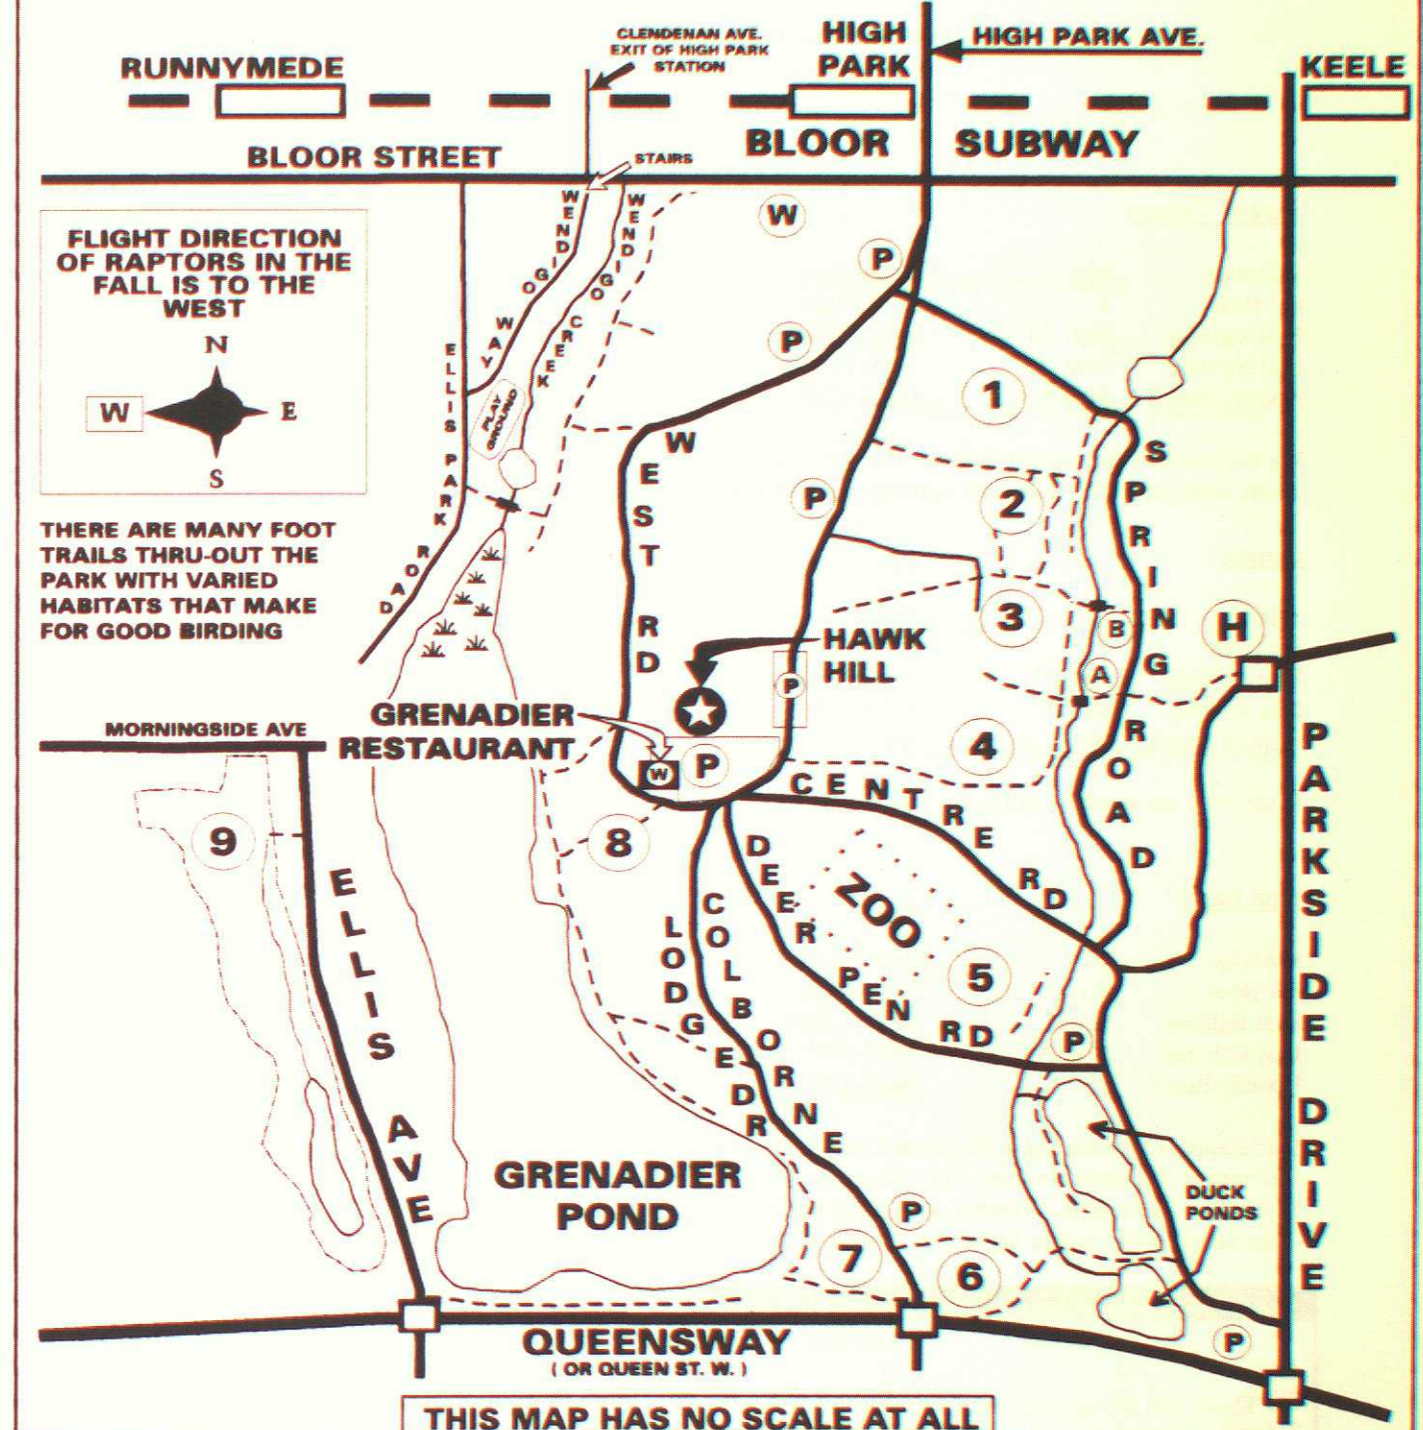 CLENDENAN AVE.
EXIT OF HIGH PARK
STATION
HIGH
PARK
HIGH PARK AVE.
RUNNYMEDE
KEELE
BLOOR SUBWAY
BLOOR STREET
STAIRS
WENDIGO WAY
WENDIGO CREEK
W
P
P
FLIGHT DIRECTION
OF RAPTORS IN THE
FALL IS TO THE
WEST
N
W
E
S
ELLIS PARK ROAD
PLAY
GROUND
THERE ARE MANY FOOT
TRAILS THRU-OUT THE
PARK WITH VARIED
HABITATS THAT MAKE
FOR GOOD BIRDING
WEST RD
P
1
2
3
SPRING ROAD
B
A
H
HAWK
HILL
P
GRENADIER
RESTAURANT
W
P
4
MORNINGSIDE AVE
9
8
CENTRE RD
DEER PEN RD
ZOO
5
P
COLBORNE
LODGE DR
ELLIS AVE
PARKSIDE DRIVE
GRENADIER
POND
DUCK
PONDS
P
7
6
P
QUEENSWAY
( OR QUEEN ST. W. )
THIS MAP HAS NO SCALE AT ALL